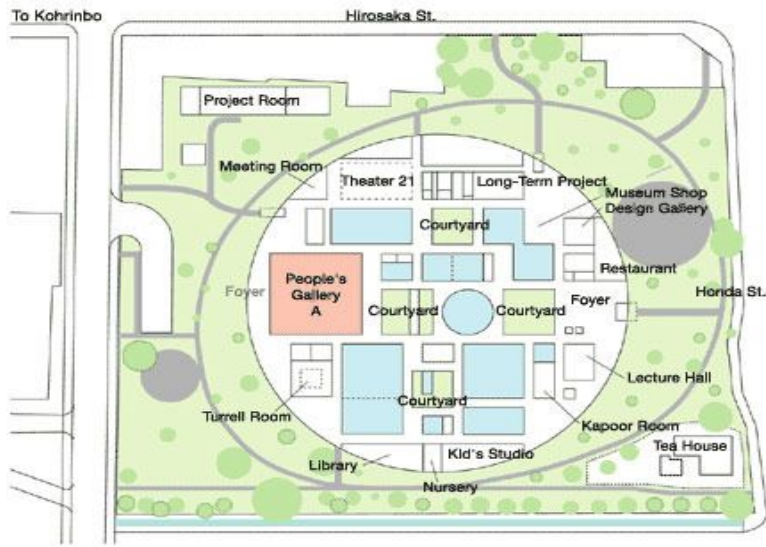 To Kohrinbo
Hirosaka St.
Project Room
Meeting Room
Theater 21
Long-Term Project
Museum Shop
Design Gallery
Courtyard
Restaurant
Foyer
People's
Gallery
A
Courtyard
Courtyard
Foyer
Honda St.
Lecture Hall
Turrell Room
Courtyard
Kapoor Room
Tea House
Library
Kid's Studio
Nursery